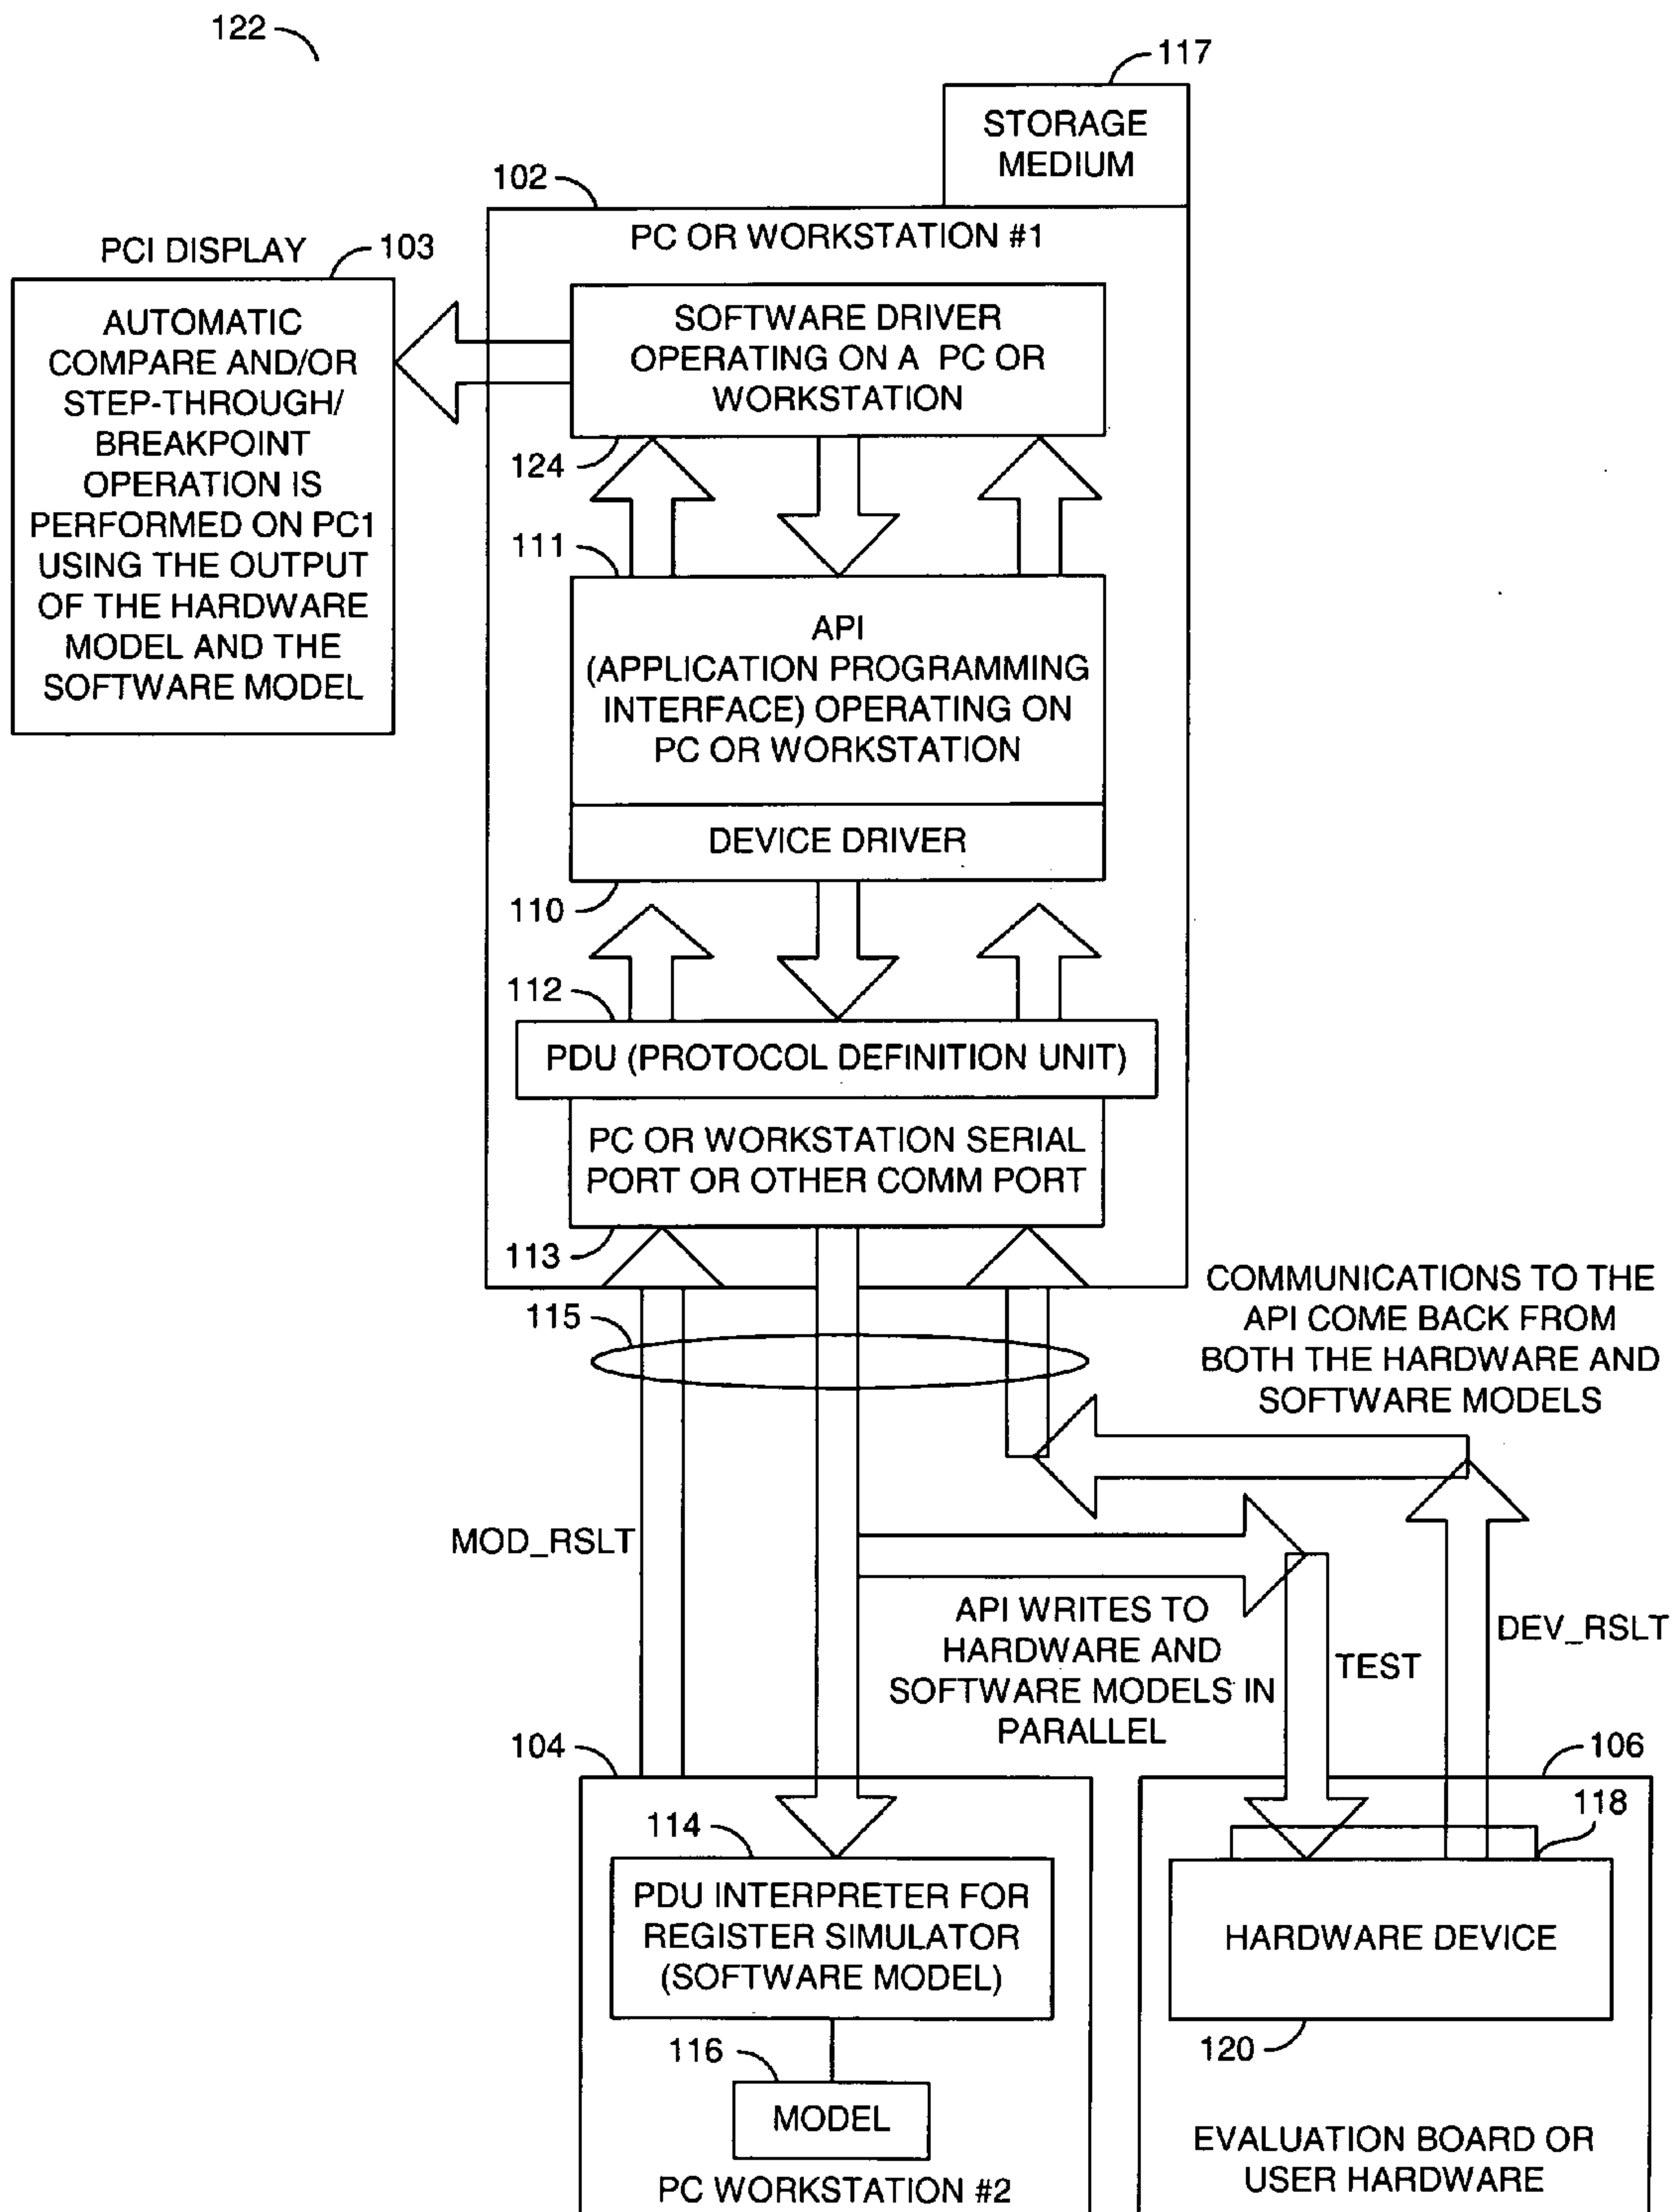 122
117
STORAGE
MEDIUM
102
PC OR WORKSTATION #1
PCI DISPLAY
103
AUTOMATIC
COMPARE AND/OR
STEP-THROUGH/
BREAKPOINT
OPERATION IS
PERFORMED ON PC1
USING THE OUTPUT
OF THE HARDWARE
MODEL AND THE
SOFTWARE MODEL
SOFTWARE DRIVER
OPERATING ON A PC OR
WORKSTATION
124
111
API
(APPLICATION PROGRAMMING
INTERFACE) OPERATING ON
PC OR WORKSTATION
DEVICE DRIVER
110
112
PDU (PROTOCOL DEFINITION UNIT)
PC OR WORKSTATION SERIAL
PORT OR OTHER COMM PORT
113
115
COMMUNICATIONS TO THE
API COME BACK FROM
BOTH THE HARDWARE AND
SOFTWARE MODELS
MOD_RSLT
API WRITES TO
HARDWARE AND
SOFTWARE MODELS IN
PARALLEL
TEST
DEV_RSLT
104
106
114
118
PDU INTERPRETER FOR
REGISTER SIMULATOR
(SOFTWARE MODEL)
HARDWARE DEVICE
116
120
MODEL
PC WORKSTATION #2
EVALUATION BOARD OR
USER HARDWARE